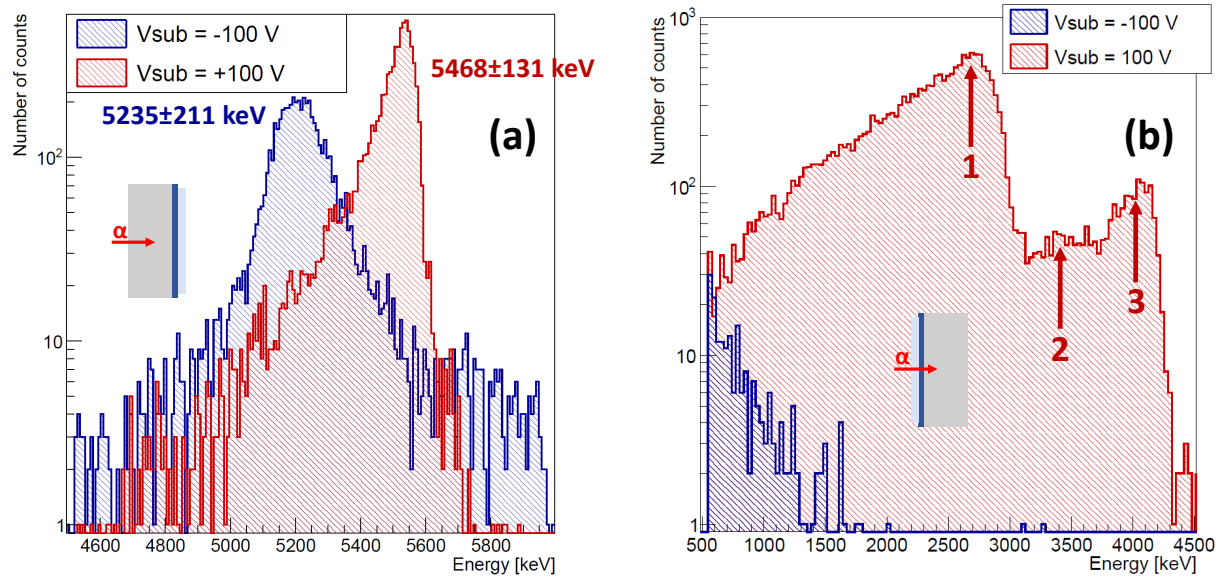 Number of counts
Vsub = -100 V
Vsub = +100 V
5468±131 keV
5235±211 keV
(a)
α
10²
10
1
4600 4800 5000 5200 5400 5600 5800
Energy [keV]
Number of counts
Vsub = -100 V
Vsub = 100 V
(b)
1
2
3
α
10³
10²
10
1
500 1000 1500 2000 2500 3000 3500 4000 4500
Energy [keV]